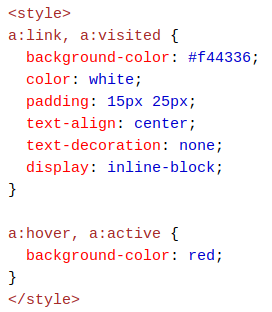 <style>
a:link, a:visited {
  background-color: #f44336;
  color: white;
  padding: 15px 25px;
  text-align: center;
  text-decoration: none;
  display: inline-block;
}

a:hover, a:active {
  background-color: red;
}
</style>